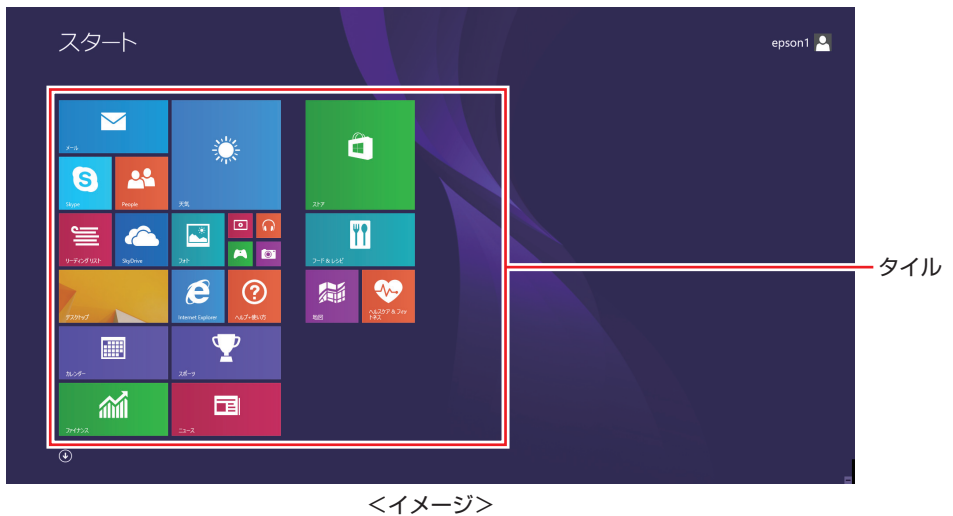 スタート
epson1
メール
Skype
People
天気
ストア
リーディング リスト
SkyDrive
フォト
フード & レシピ
デスクトップ
Internet Explorer
ヘルプ+使い方
地図
ヘルスケア & フィットネス
カレンダー
スポーツ
ファイナンス
ニュース
タイル
＜イメージ＞